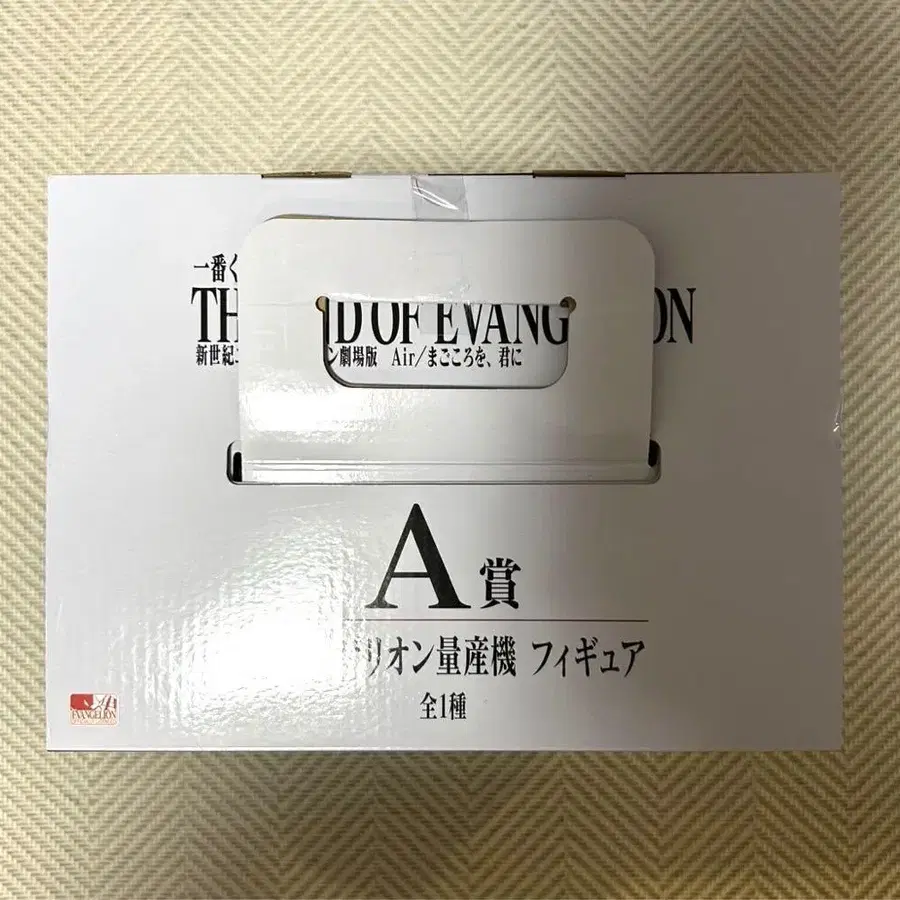 一番く
TH ND OF EVANG ON
新世紀 ン劇場版 Air/まごころを、君に
A賞
リオン量産機 フィギュア
全1種
EVANGELION